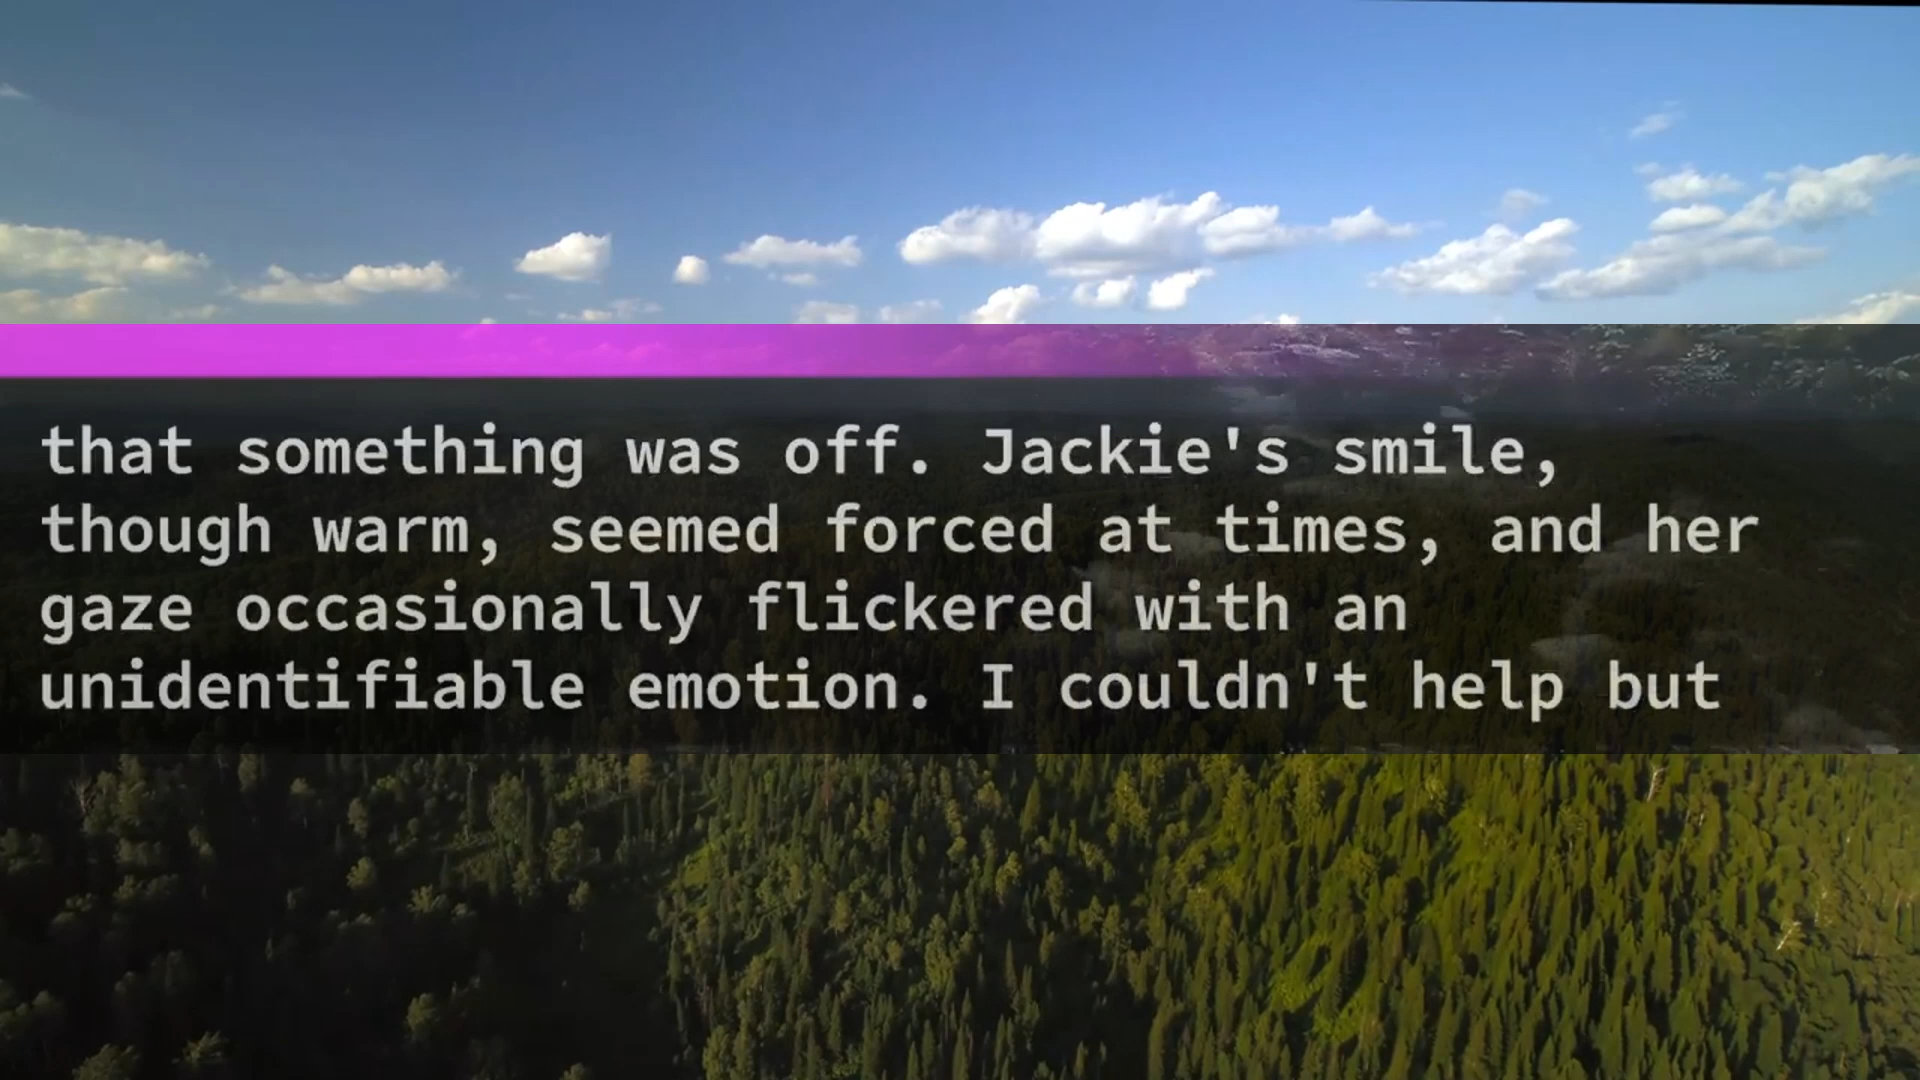 that something was off. Jackie's smile,
though warm, seemed forced at times, and her
gaze occasionally flickered with an
unidentifiable emotion. I couldn't help but